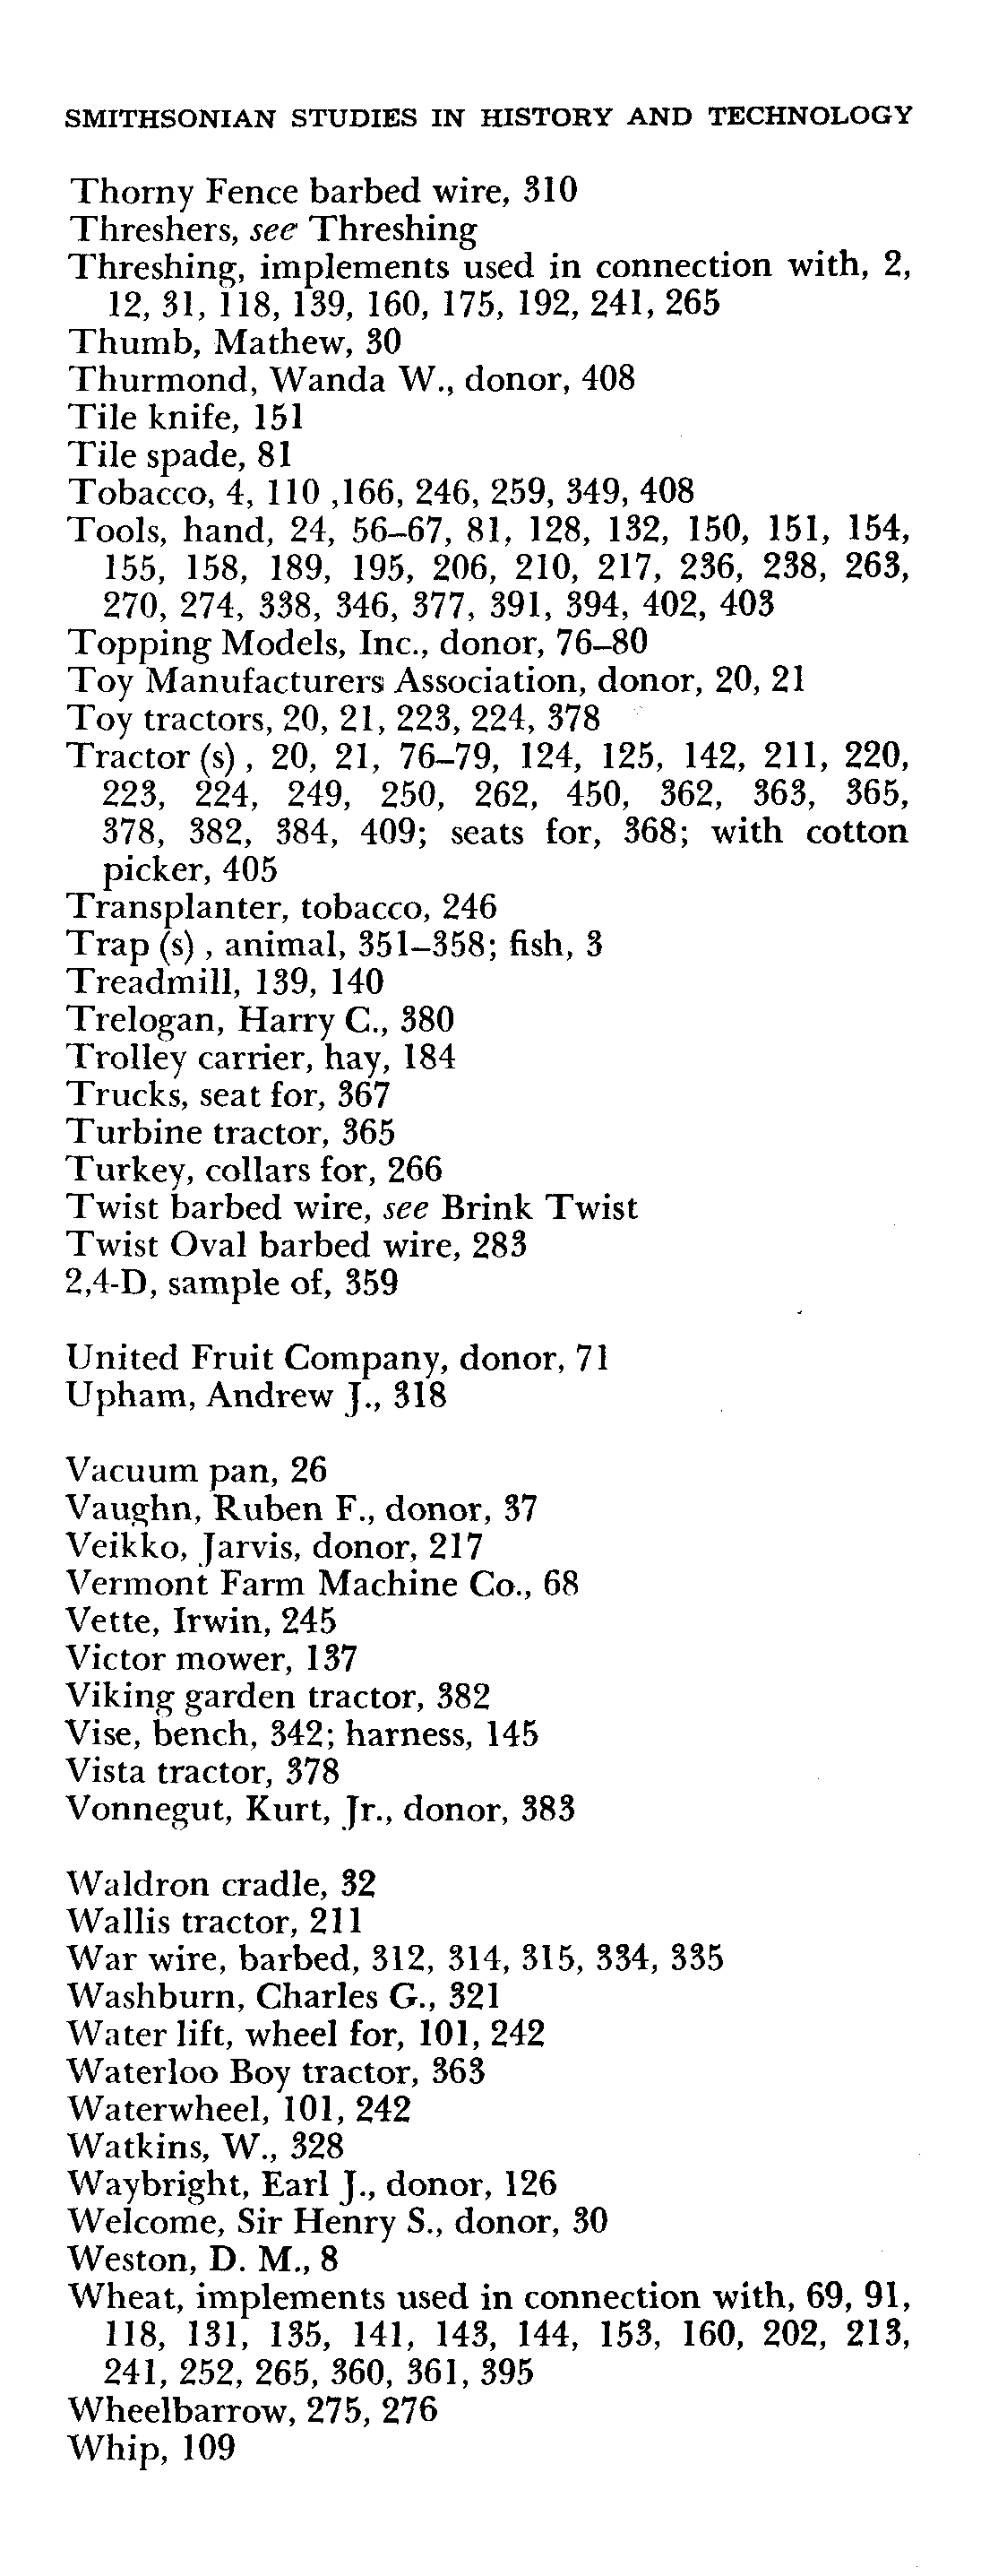 SMITHSONIAN STUDIES IN HISTORY AND TECHNOLOGY
Thorny Fence barbed wire, 310
Threshers, see Threshing
Threshing, implements used in connection with, 2,
12, 31, 118, 139, 160, 175, 192, 241, 265
Thumb, Mathew, 30
Thurmond, Wanda W., donor, 408
Tile knife, 151
Tile spade, 81
Tobacco, 4, 110 ,166, 246, 259, 349, 408
Tools, hand, 24, 56–67, 81, 128, 132, 150, 151, 154,
155, 158, 189, 195, 206, 210, 217, 236, 238, 263,
270, 274, 338, 346, 377, 391, 394, 402, 403
Topping Models, Inc., donor, 76–80
Toy Manufacturers Association, donor, 20, 21
Toy tractors, 20, 21, 223, 224, 378
Tractor (s) , 20, 21, 76–79, 124, 125, 142, 211, 220,
223, 224, 249, 250, 262, 450, 362, 363, 365,
378, 382, 384, 409; seats for, 368; with cotton
picker, 405
Transplanter, tobacco, 246
Trap (s) , animal, 351–358; fish, 3
Treadmill, 139, 140
Trelogan, Harry C., 380
Trolley carrier, hay, 184
Trucks, seat for, 367
Turbine tractor, 365
Turkey, collars for, 266
Twist barbed wire, see Brink Twist
Twist Oval barbed wire, 283
2,4-D, sample of, 359
United Fruit Company, donor, 71
Upham, Andrew J., 318
Vacuum pan, 26
Vaughn, Ruben F., donor, 37
Veikko, Jarvis, donor, 217
Vermont Farm Machine Co., 68
Vette, Irwin, 245
Victor mower, 137
Viking garden tractor, 382
Vise, bench, 342; harness, 145
Vista tractor, 378
Vonnegut, Kurt, Jr., donor, 383
Waldron cradle, 32
Wallis tractor, 211
War wire, barbed, 312, 314, 315, 334, 335
Washburn, Charles G., 321
Water lift, wheel for, 101, 242
Waterloo Boy tractor, 363
Waterwheel, 101, 242
Watkins, W., 328
Waybright, Earl J., donor, 126
Welcome, Sir Henry S., donor, 30
Weston, D. M., 8
Wheat, implements used in connection with, 69, 91,
118, 131, 135, 141, 143, 144, 153, 160, 202, 213,
241, 252, 265, 360, 361, 395
Wheelbarrow, 275, 276
Whip, 109